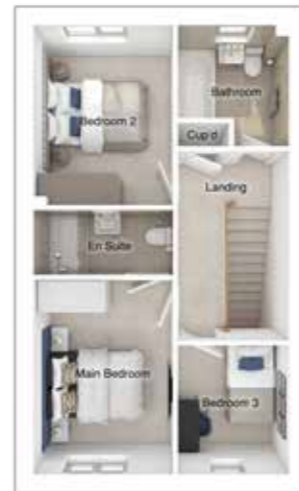 Bathroom
Bedroom 2
Cup'd
Landing
En Suite
Main Bedroom
Bedroom 3